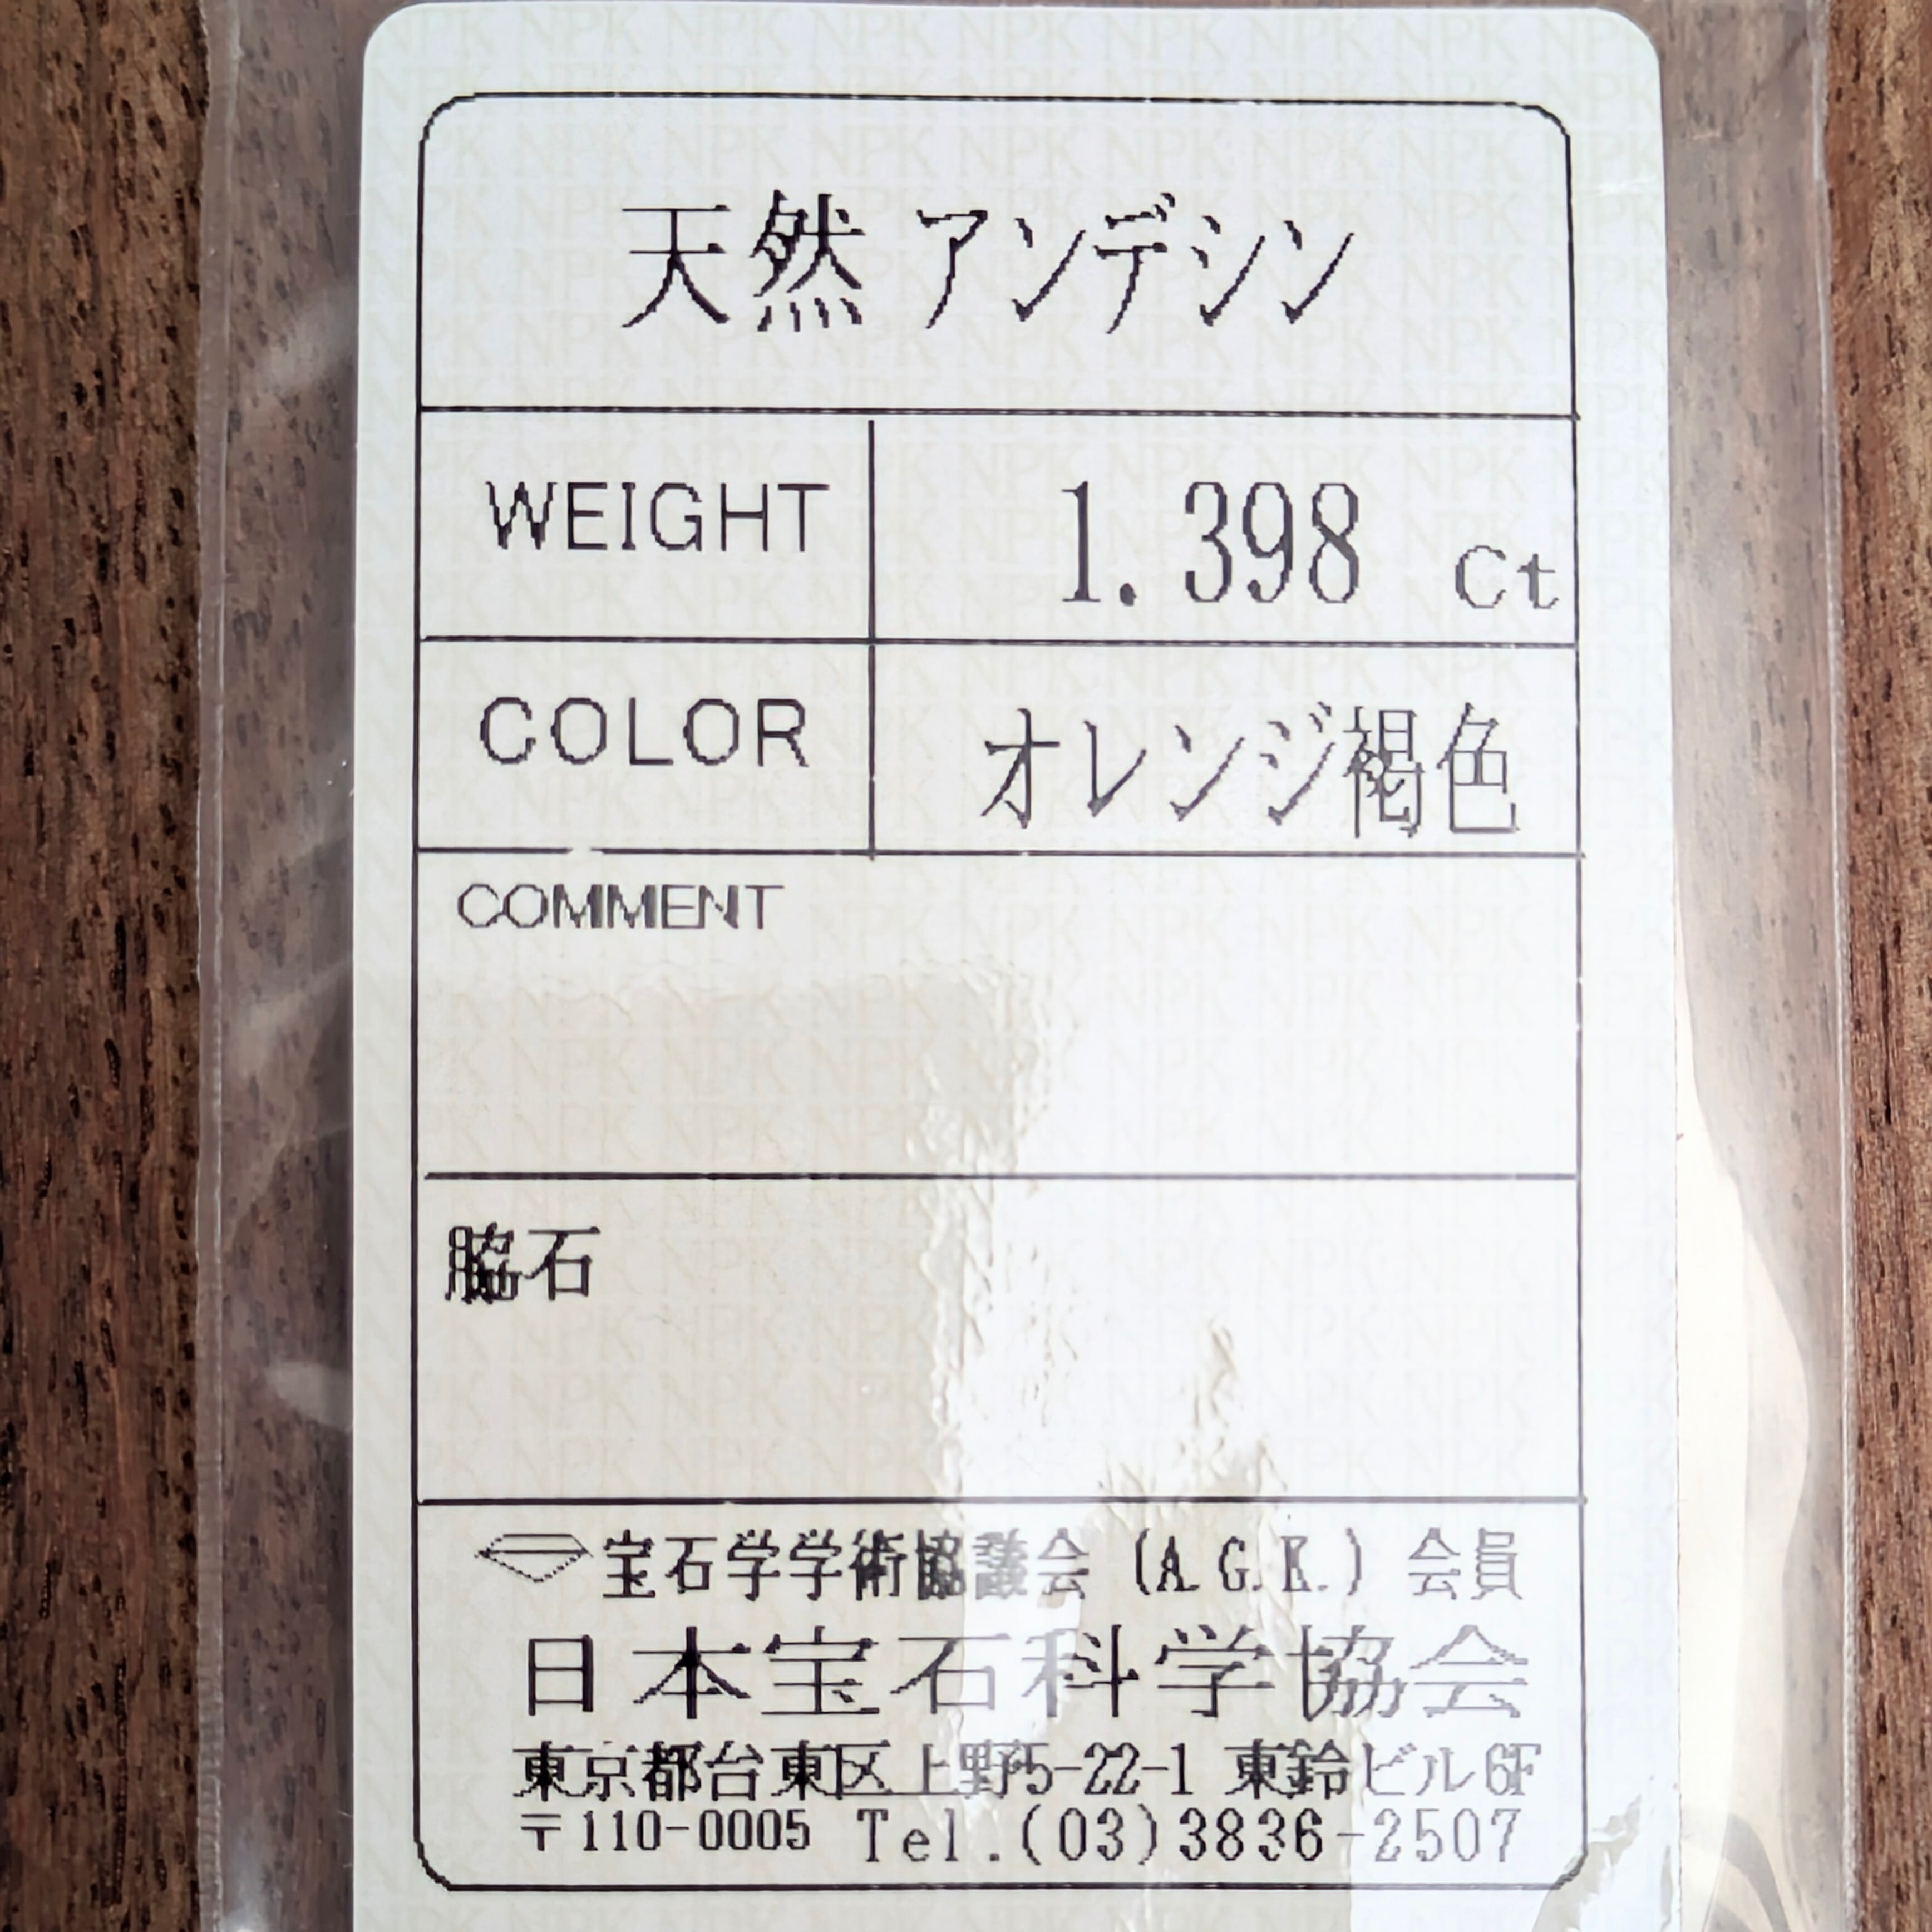 天然 アンデシン
WEIGHT 1.398 Ct
COLOR オレンジ褐色
COMMENT
脇石
宝石学学術協議会 (A.G.K.) 会員
日本宝石科学協会
東京都台東区上野5-22-1 東鈴ビル6F
〒110-0005 Tel.(03)3836-2507